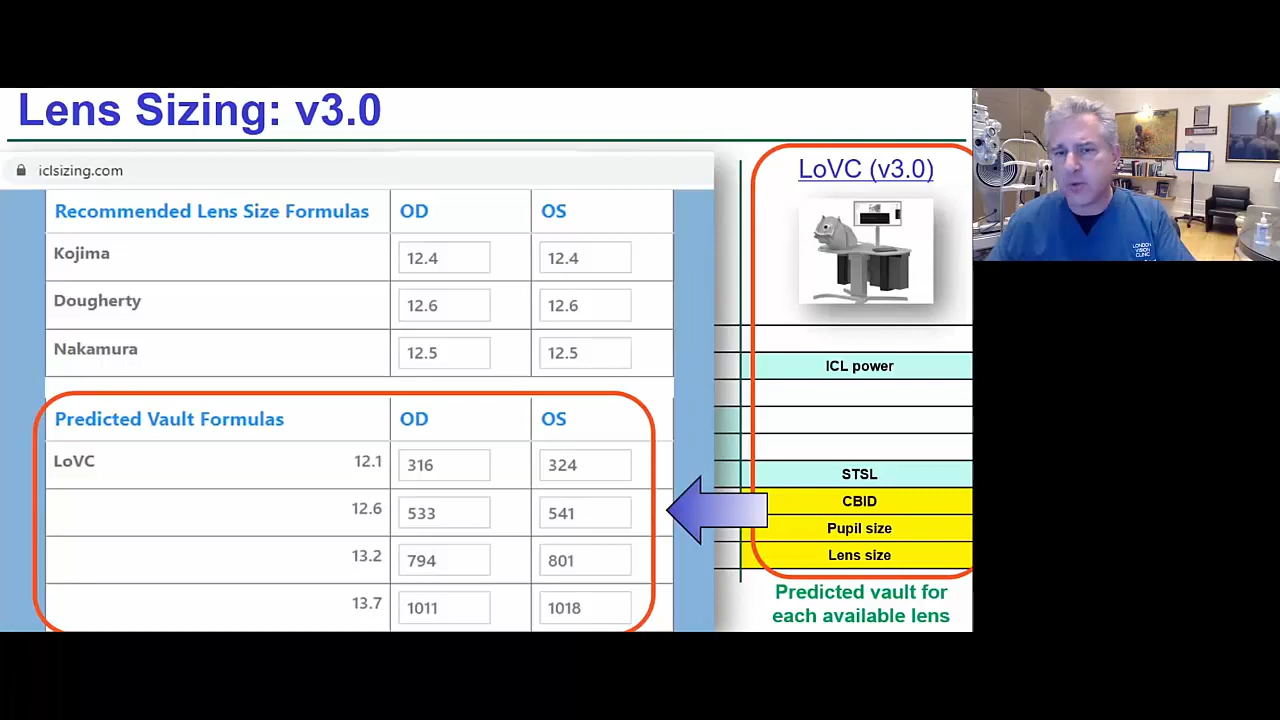 Lens Sizing: v3.0
iclsizing.com
Recommended Lens Size Formulas OD OS
Kojima 12.4 12.4
Dougherty 12.6 12.6
Nakamura 12.5 12.5
Predicted Vault Formulas OD OS
LoVC 12.1 316 324
12.6 533 541
13.2 794 801
13.7 1011 1018
LoVC (v3.0)
ICL power
STSL
CBID
Pupil size
Lens size
Predicted vault for
each available lens
LONDON
VISION
CLINIC